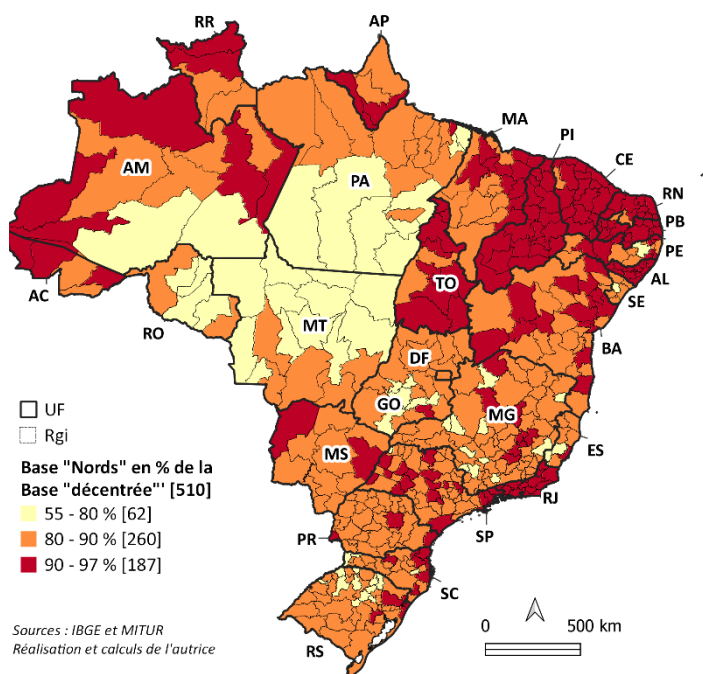 RR
AP
MA
PI
CE
AM
PA
RN
PB
PE
TO
AL
AC
SE
RO
MT
BA
DF
GO
UF
Rgi
MG
MS
ES
Base "Nords" en % de la
Base "décentrée"' [510]
55 - 80 % [62]
80 - 90 % [260]
90 - 97 % [187]
RJ
SP
PR
SC
Sources : IBGE et MITUR
Réalisation et calculs de l'autrice
RS
0 500 km